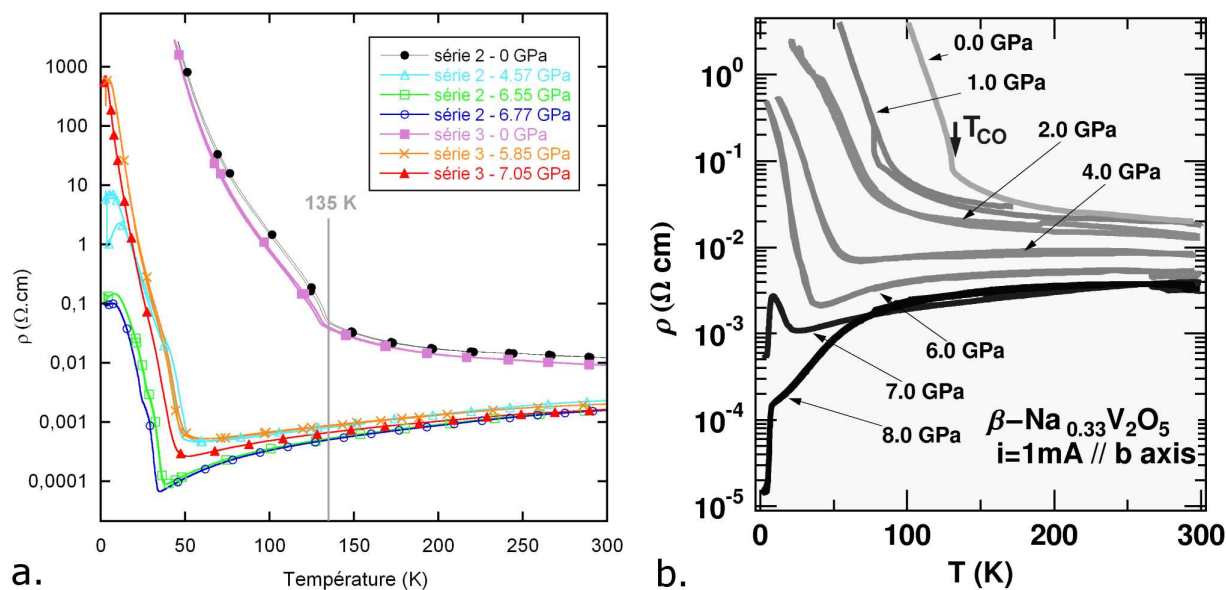 1000
100
10
1
0,1
0,01
0,001
0,0001
ρ (Ω.cm)
série 2 - 0 GPa
série 2 - 4.57 GPa
série 2 - 6.55 GPa
série 2 - 6.77 GPa
série 3 - 0 GPa
série 3 - 5.85 GPa
série 3 - 7.05 GPa
135 K
0 50 100 150 200 250 300
Température (K)
a.
10^0
10^-1
10^-2
10^-3
10^-4
10^-5
ρ (Ω cm)
0.0 GPa
1.0 GPa
T_CO
2.0 GPa
4.0 GPa
6.0 GPa
7.0 GPa
8.0 GPa
β–Na_0.33V_2O_5
i=1mA // b axis
0 100 200 300
T (K)
b.